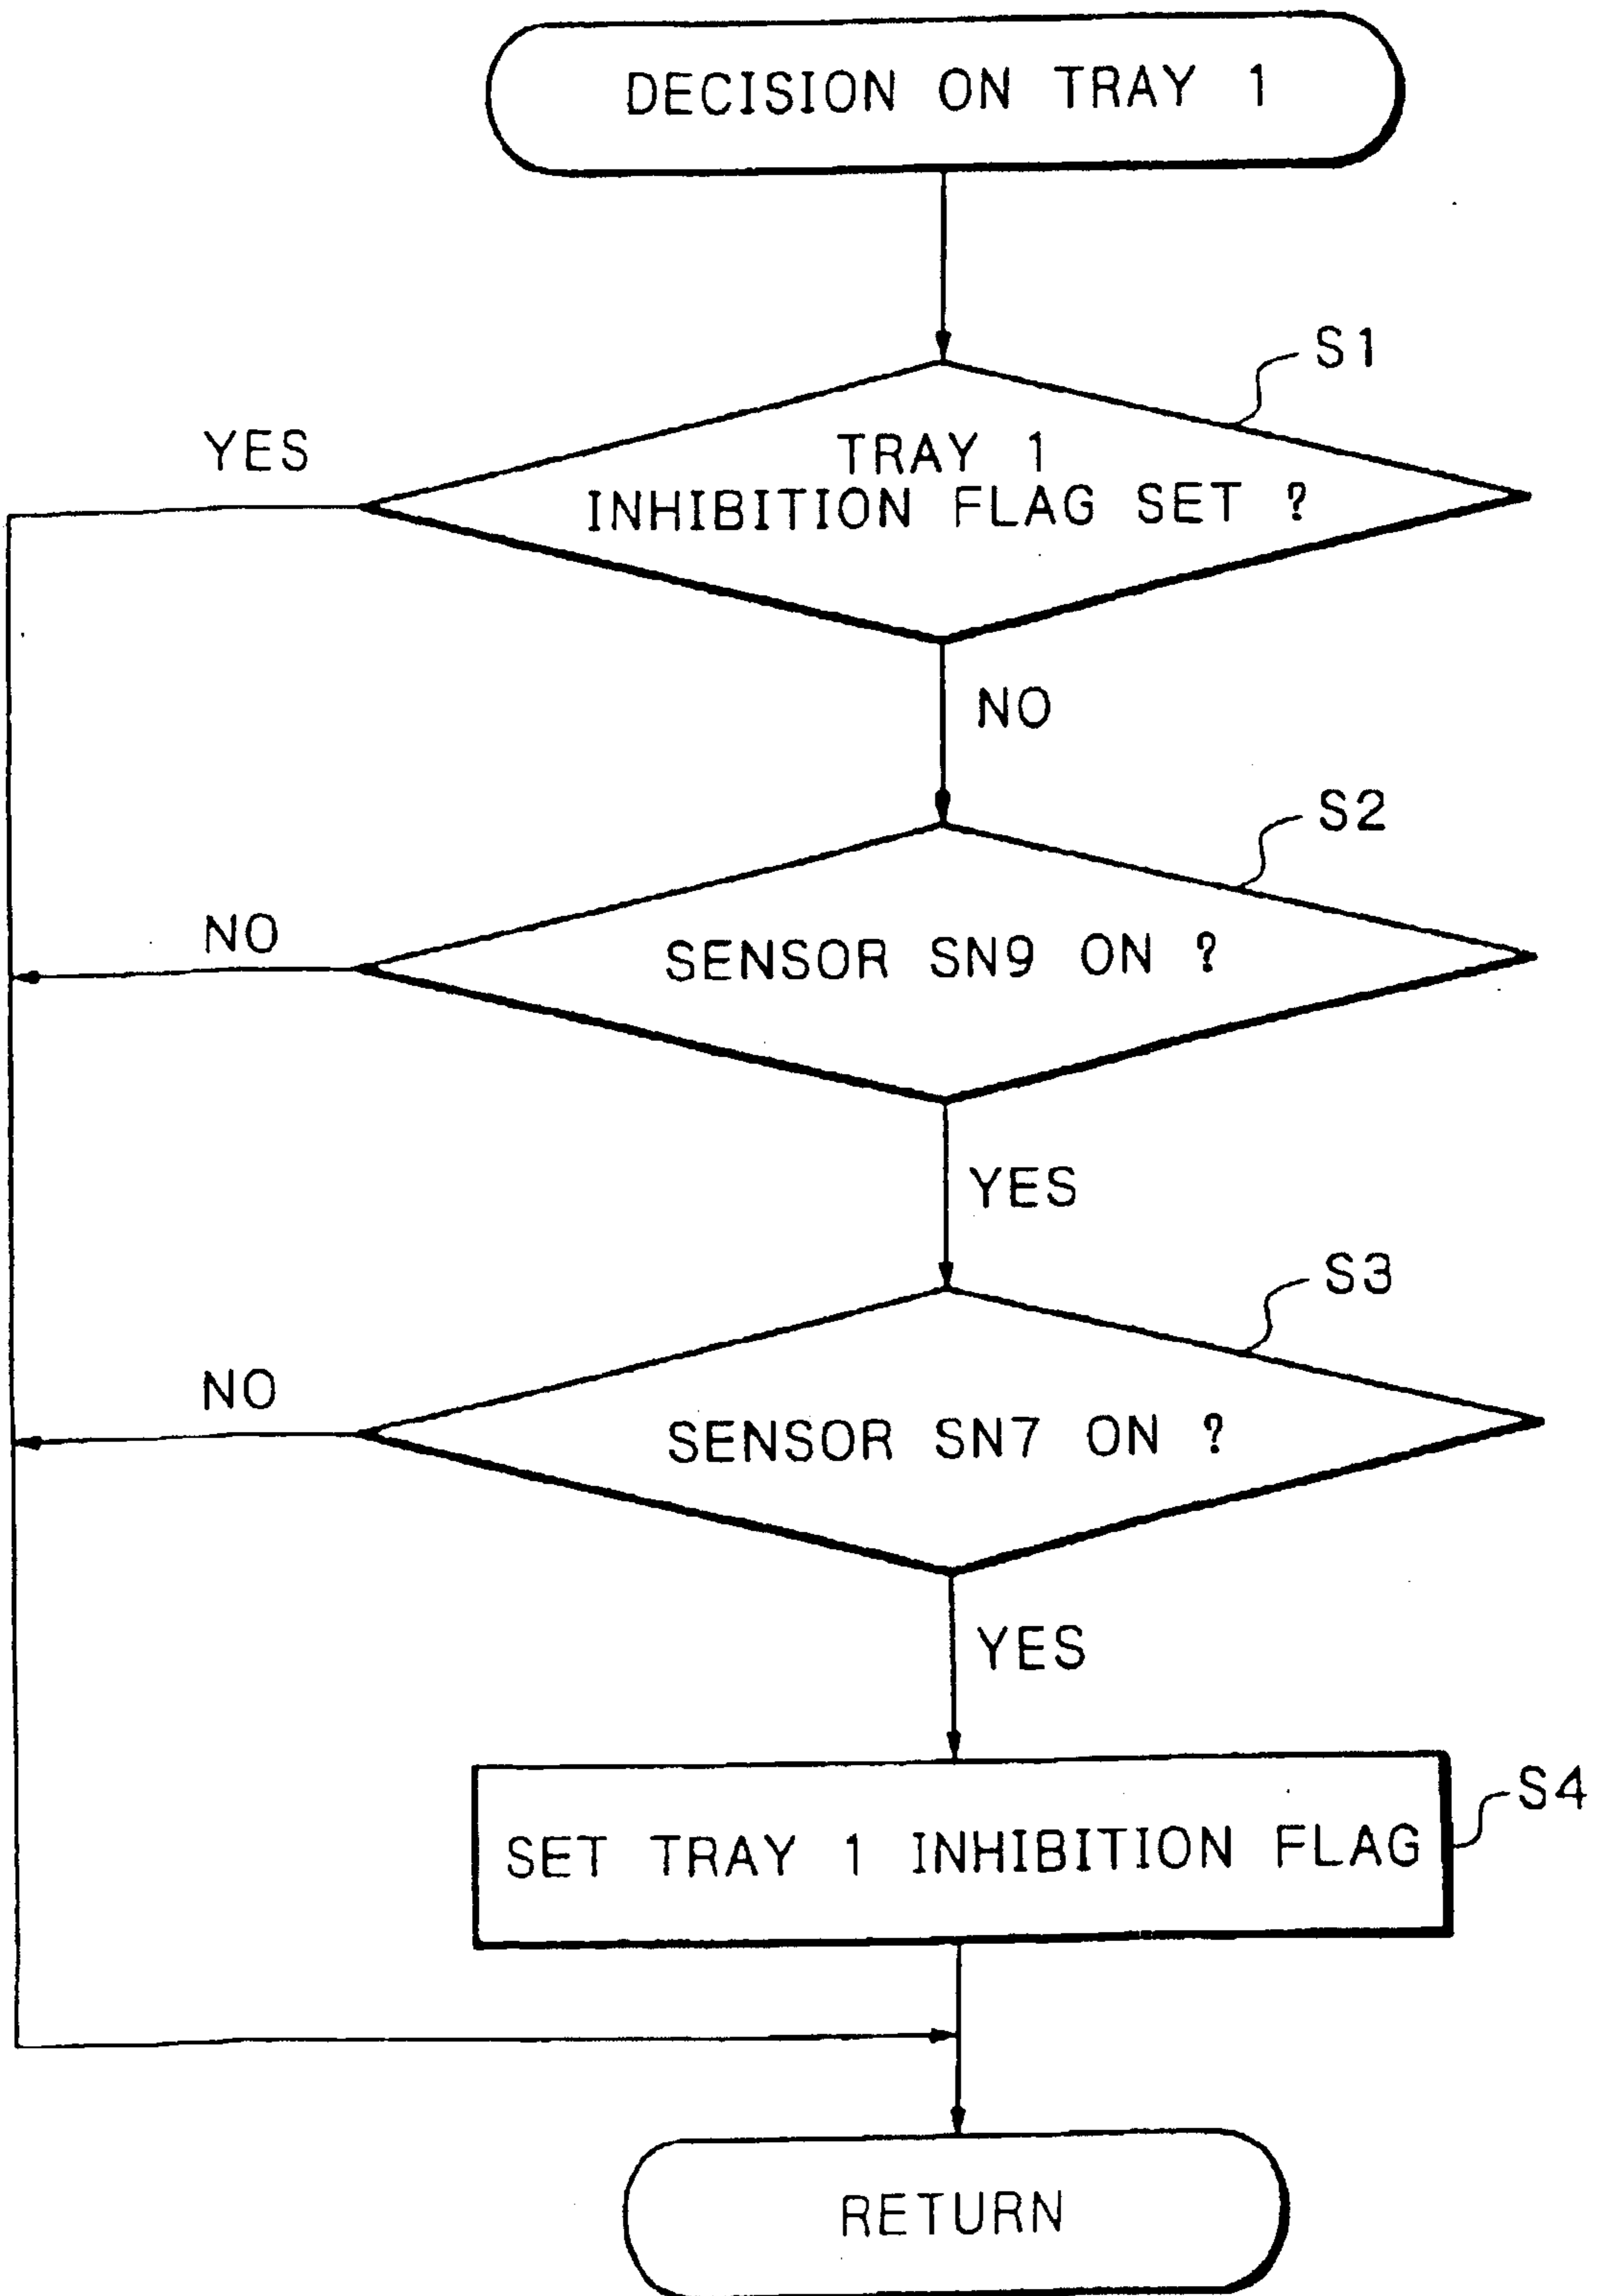 DECISION ON TRAY 1
S1
YES
TRAY 1
INHIBITION FLAG SET ?
NO
S2
NO
SENSOR SN9 ON ?
YES
S3
NO
SENSOR SN7 ON ?
YES
S4
SET TRAY 1 INHIBITION FLAG
RETURN